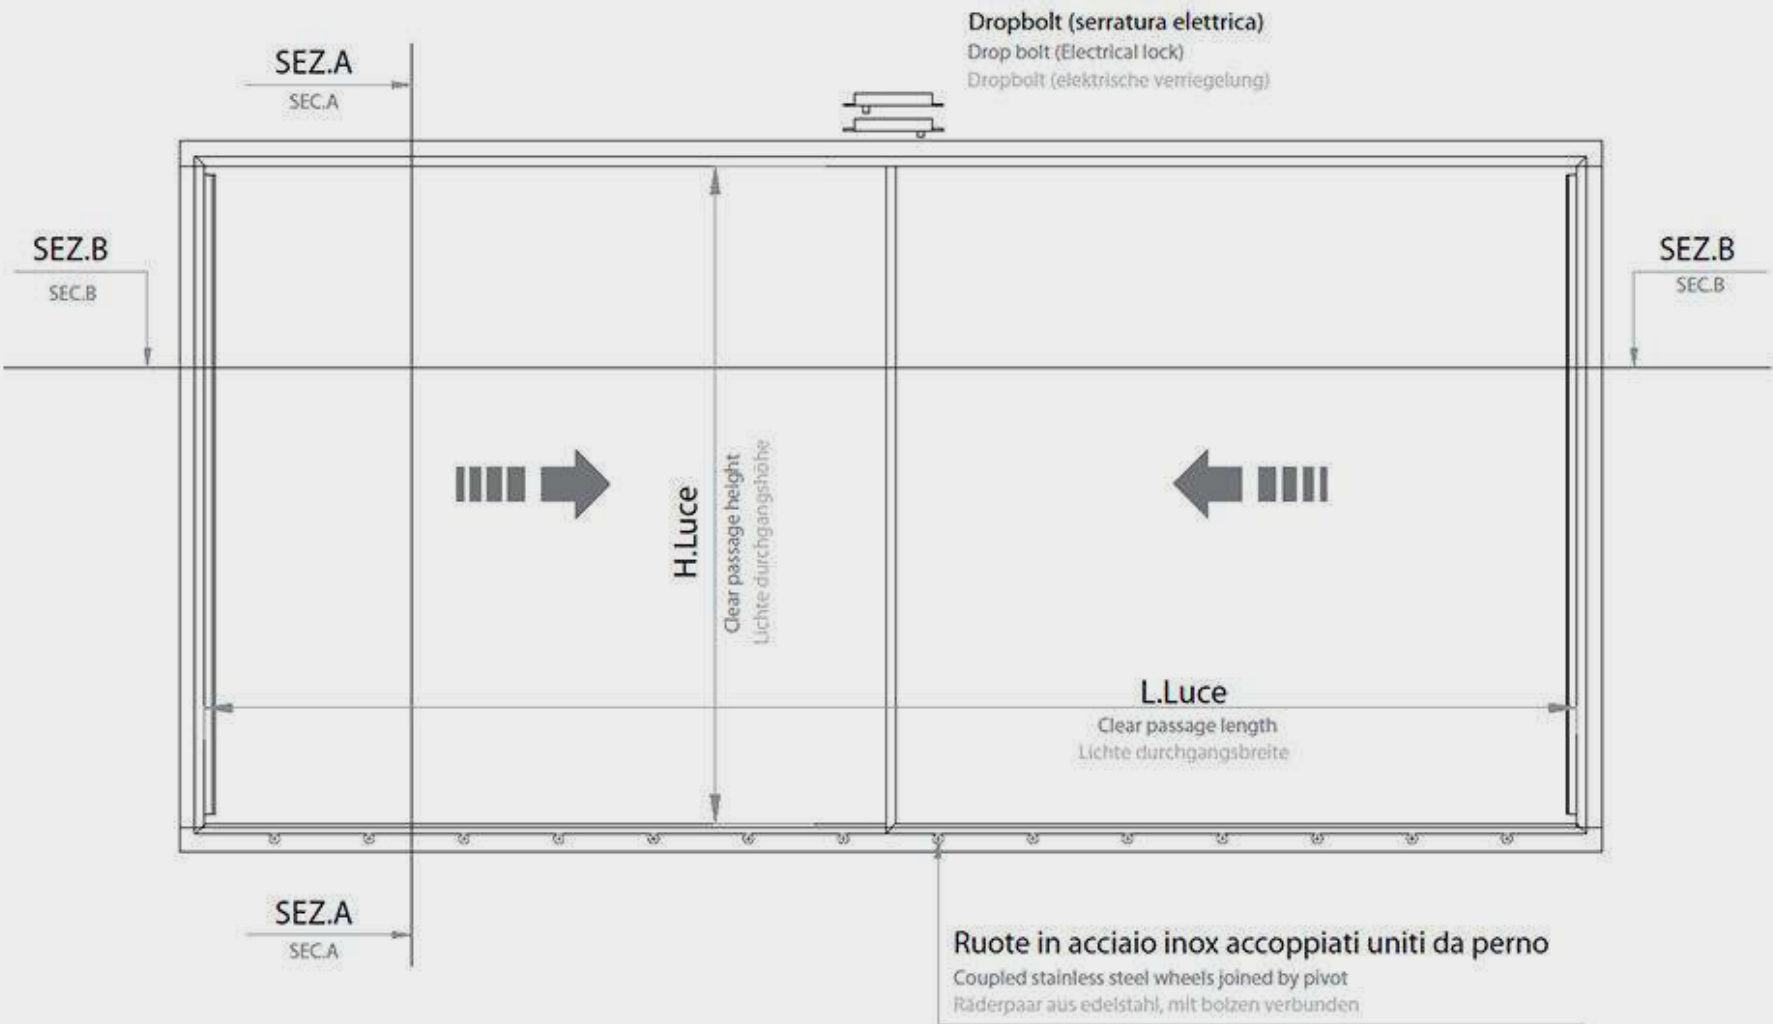 Dropbolt (serratura elettrica)
Drop bolt (Electrical lock)
Dropbolt (elektrische verriegelung)
SEZ.A
SEC.A
SEZ.B
SEC.B
SEZ.B
SEC.B
H.Luce
Clear passage height
Lichte durchgangshöhe
L.Luce
Clear passage length
Lichte durchgangsbreite
SEZ.A
SEC.A
Ruote in acciaio inox accoppiati uniti da perno
Coupled stainless steel wheels joined by pivot
Räderpaar aus edelstahl, mit bolzen verbunden